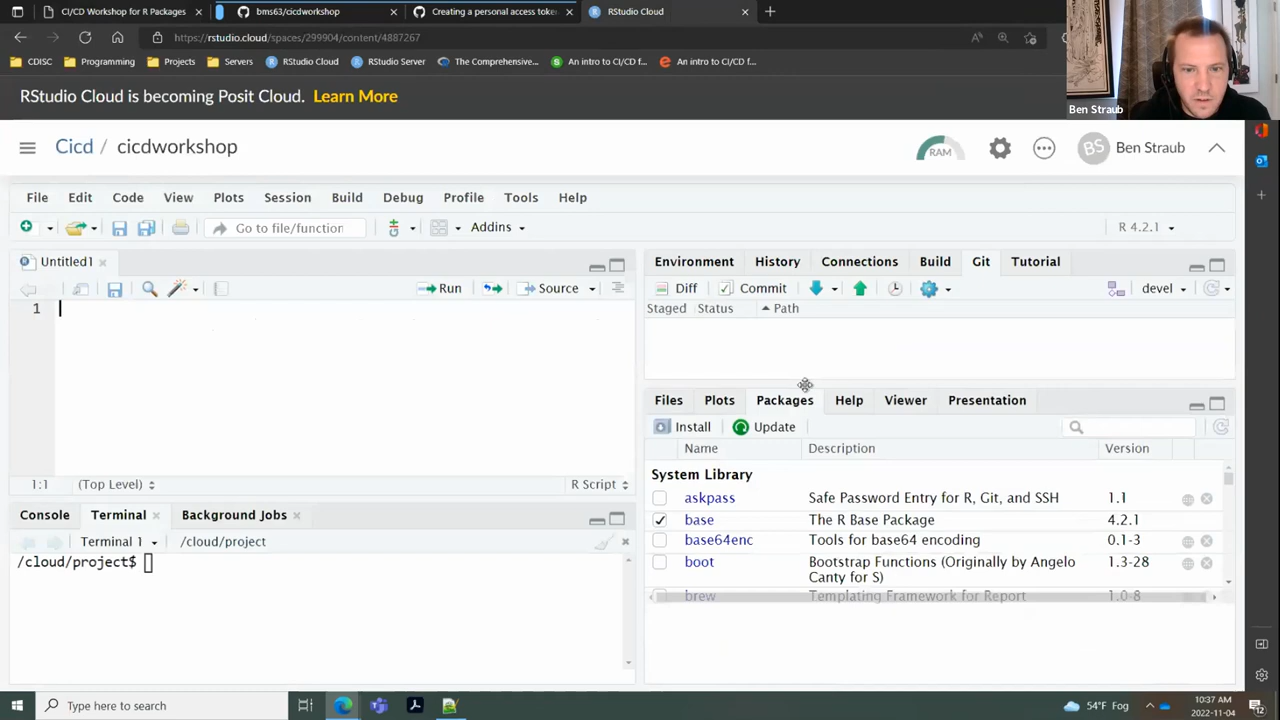 CI/CD Workshop for R Packages
bms63/cicdworkshop
Creating a personal access toke
RStudio Cloud
https://rstudio.cloud/spaces/299904/content/4887267
CDISC
Programming
Projects
Servers
RStudio Cloud
RStudio Server
The Comprehensive...
An intro to CI/CD f...
An intro to CI/CD f...
Ben Straub
RStudio Cloud is becoming Posit Cloud. Learn More
Cicd / cicdworkshop
RAM
BS
Ben Straub
File Edit Code View Plots Session Build Debug Profile Tools Help
Go to file/function
Addins
R 4.2.1
Untitled1
Run
Source
1
1:1 (Top Level)
R Script
Console Terminal Background Jobs
Terminal 1 /cloud/project
/cloud/project$
Environment History Connections Build Git Tutorial
Diff Commit
devel
Staged Status Path
Files Plots Packages Help Viewer Presentation
Install Update
Name Description Version
System Library
askpass Safe Password Entry for R, Git, and SSH 1.1
base The R Base Package 4.2.1
base64enc Tools for base64 encoding 0.1-3
boot Bootstrap Functions (Originally by Angelo 1.3-28
Canty for S)
brew Templating Framework for Report 1.0-8
Type here to search
54°F Fog
10:37 AM
2022-11-04
12